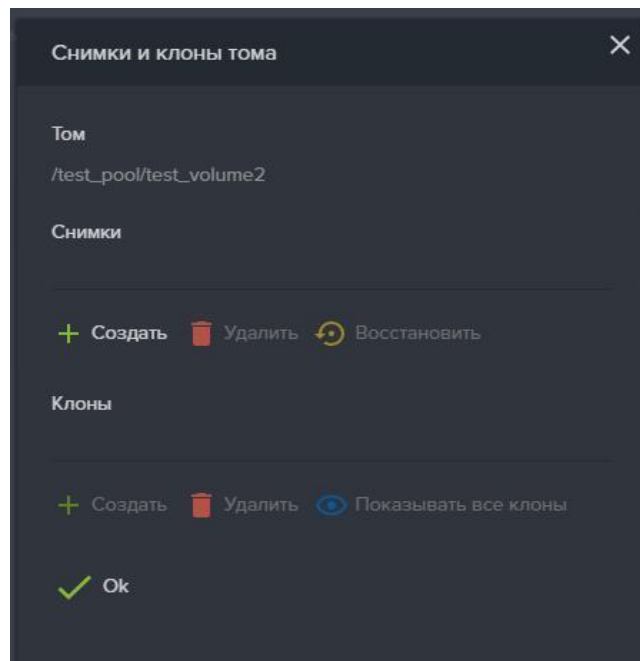 Снимки и клоны тома
Том
/test_pool/test_volume2
Снимки
Создать Удалить Восстановить
Клоны
Создать Удалить Показывать все клоны
Ok